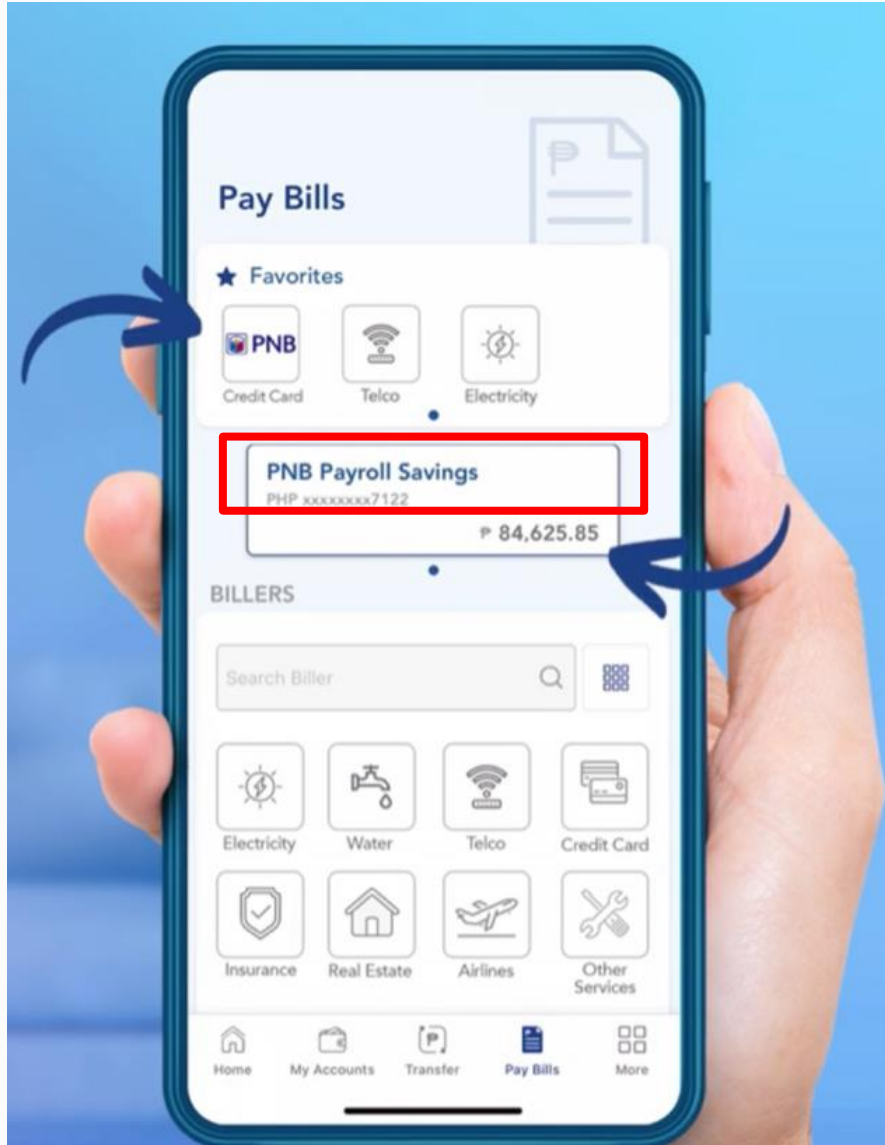 Pay Bills
★ Favorites
PNB
Credit Card Telco Electricity
PNB Payroll Savings
PHP xxxxxxxx7122
₱ 84,625.85
BILLERS
Search Biller
Electricity Water Telco Credit Card
Insurance Real Estate Airlines Other
Services
Home My Accounts Transfer Pay Bills More